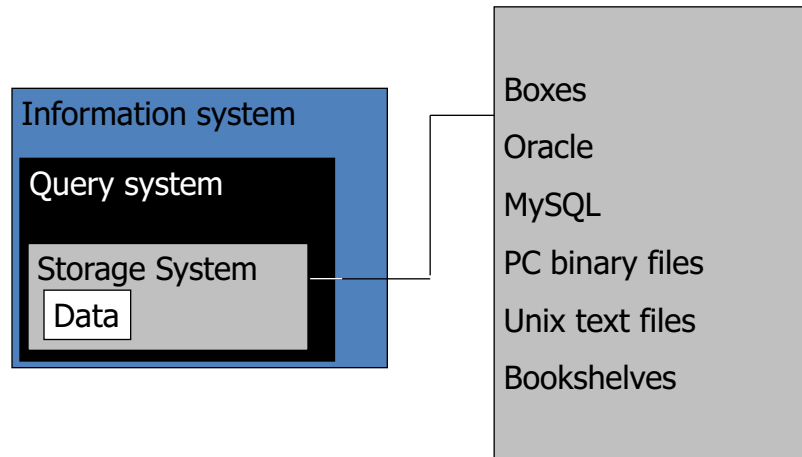 Information system
Query system
Storage System
Data
Boxes
Oracle
MySQL
PC binary files
Unix text files
Bookshelves